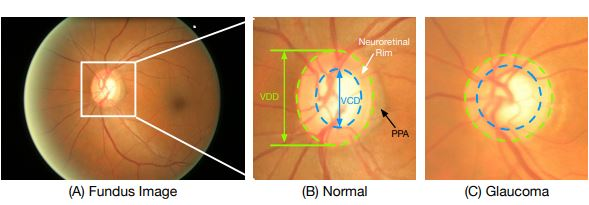 Neuroretinal
Rim
VDD
VCD
PPA
(A) Fundus Image
(B) Normal
(C) Glaucoma